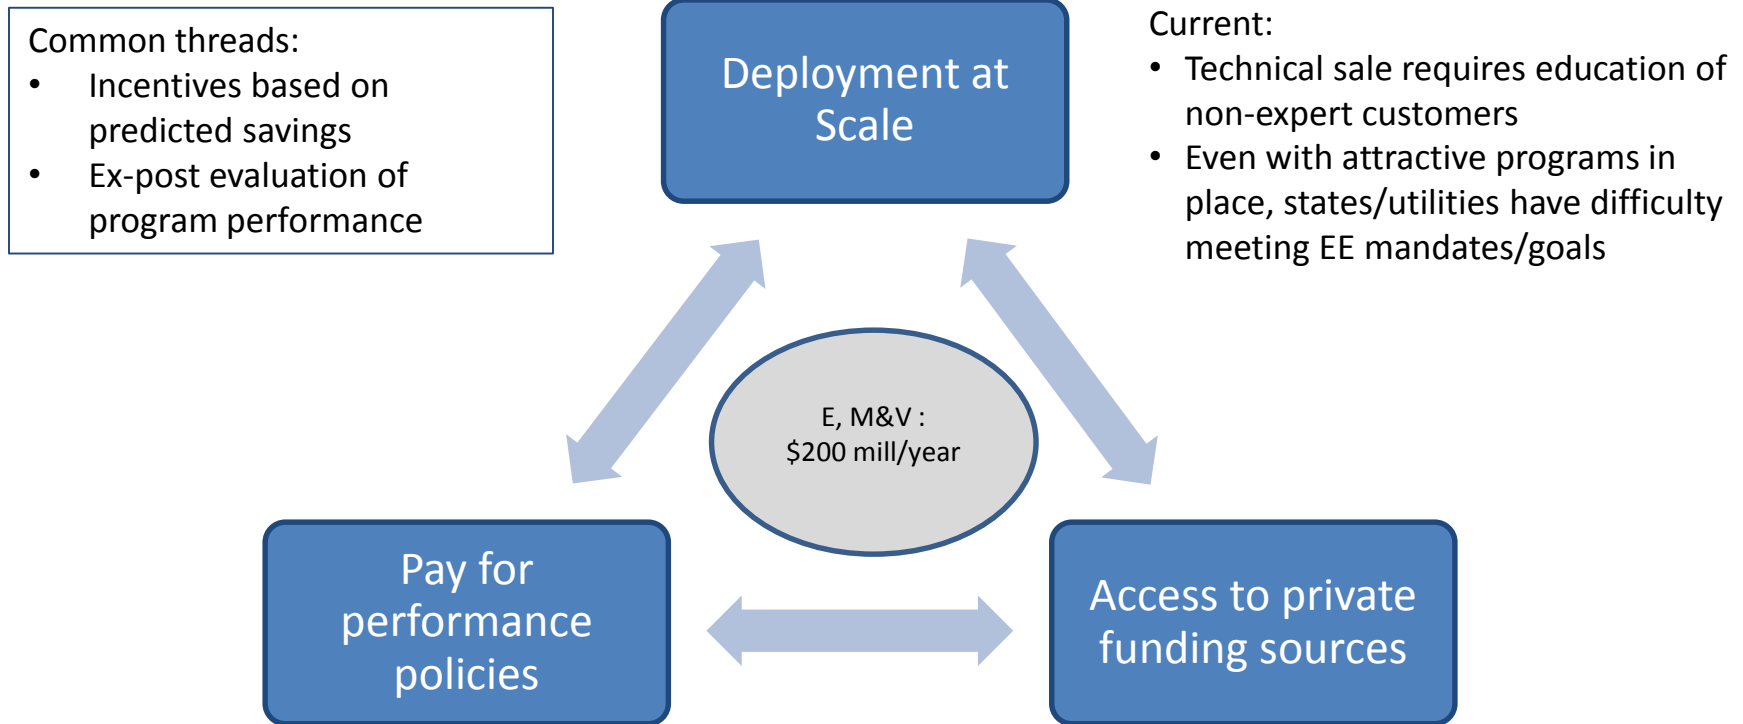 Common threads:
• Incentives based on
predicted savings
• Ex-post evaluation of
program performance
Deployment at
Scale
Current:
• Technical sale requires education of
non-expert customers
• Even with attractive programs in
place, states/utilities have difficulty
meeting EE mandates/goals
E, M&V :
$200 mill/year
Pay for
performance
policies
Access to private
funding sources